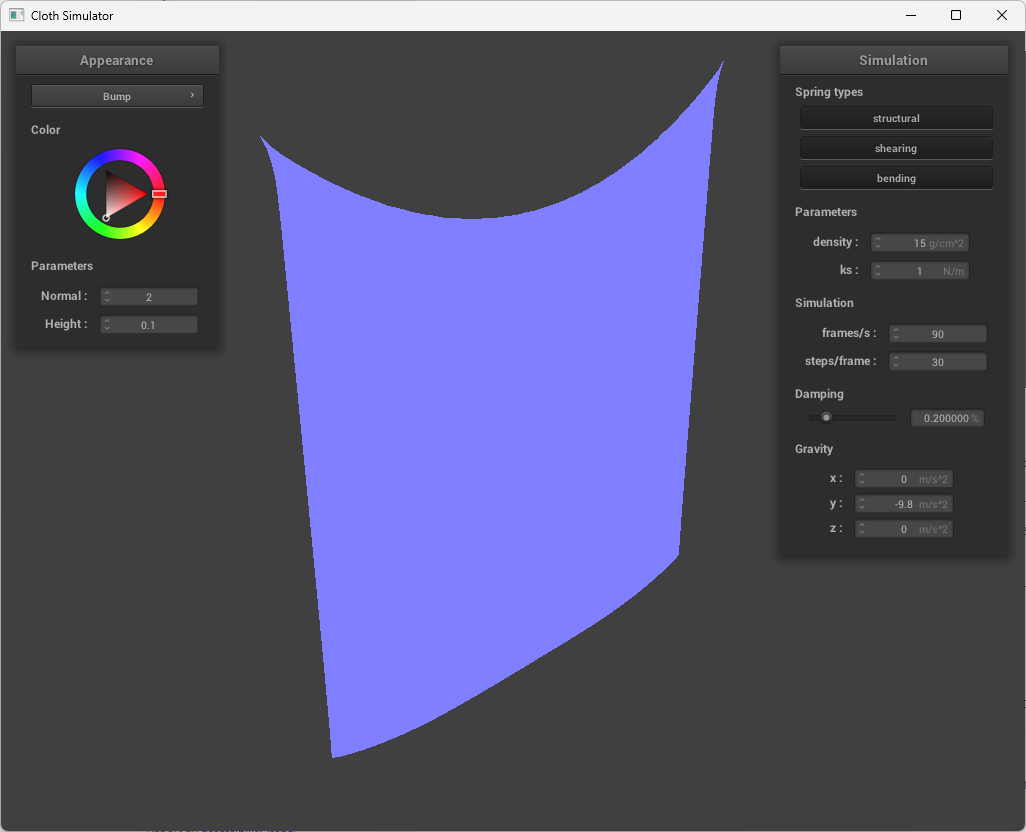 Cloth Simulator
Appearance
Bump
Color
Parameters
Normal : 2
Height : 0.1
Simulation
Spring types
structural
shearing
bending
Parameters
density : 15 g/cm^2
ks : 1 N/m
Simulation
frames/s : 90
steps/frame : 30
Damping
0.200000 %
Gravity
x : 0 m/s^2
y : -9.8 m/s^2
z : 0 m/s^2